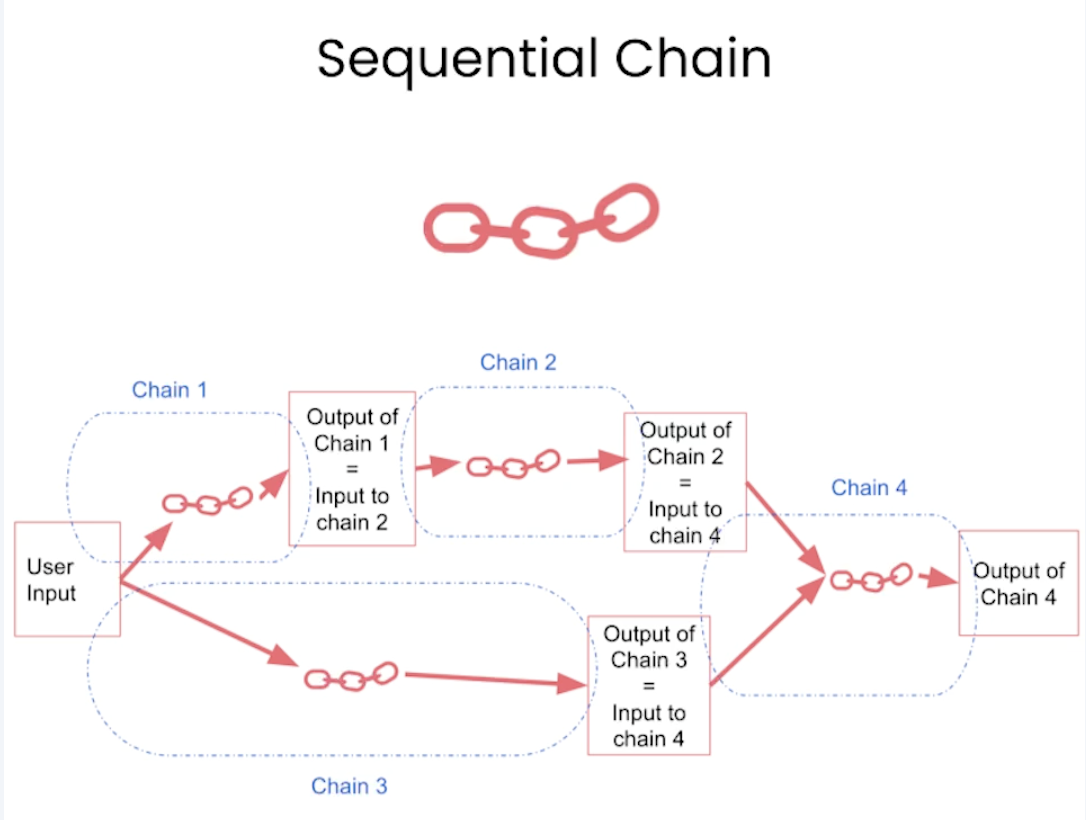 Sequential Chain
Chain 1
Chain 2
Output of
Chain 1
=
Input to
chain 2
Output of
Chain 2
=
Input to
chain 4
Chain 4
User
Input
Output of
Chain 4
Output of
Chain 3
=
Input to
chain 4
Chain 3